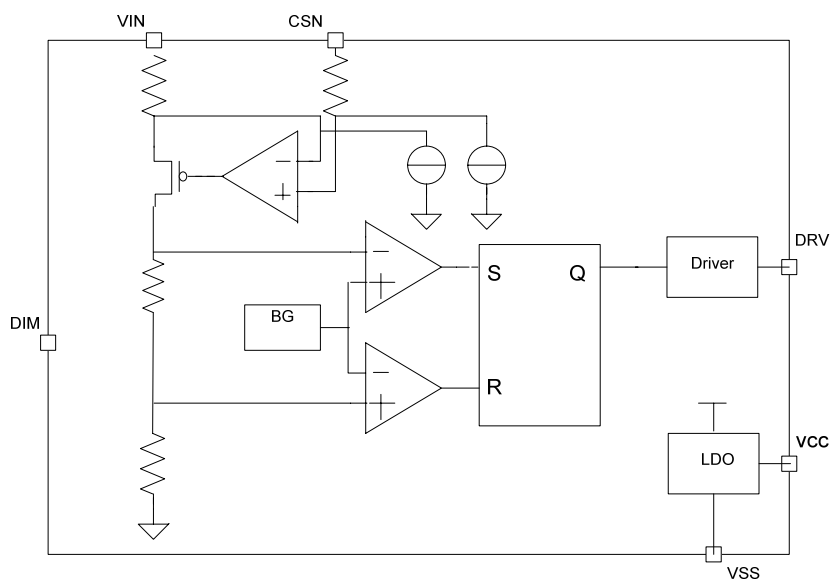 VIN
CSN
−
+
−
S
Q
Driver
DRV
+
DIM
BG
−
R
+
LDO
VCC
VSS